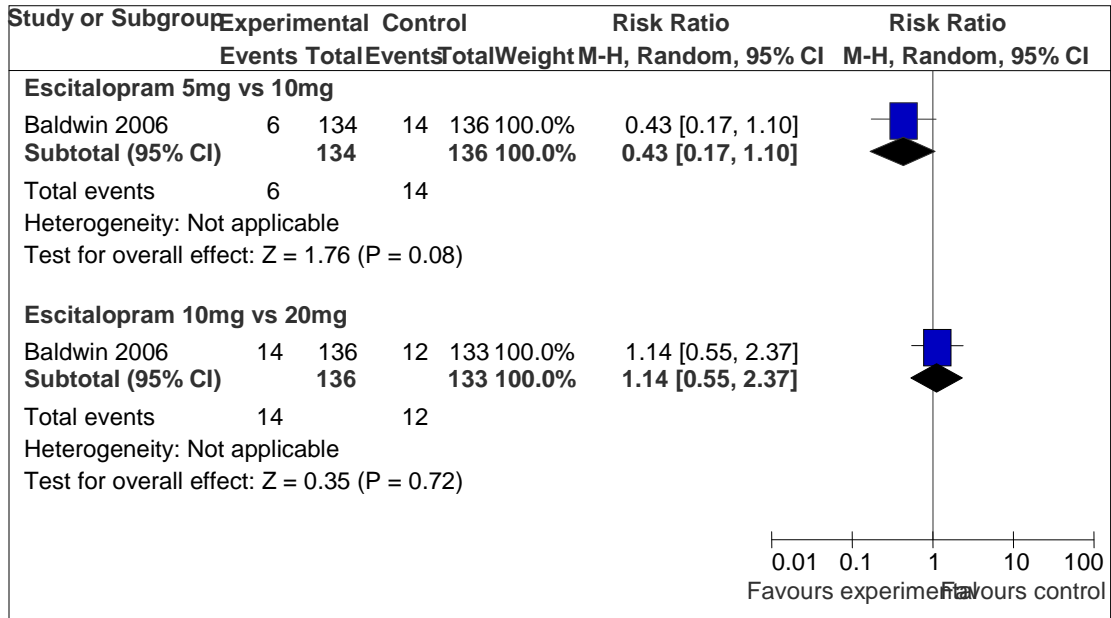 Study or Subgroup Experimental Control Risk Ratio Risk Ratio
Events Total Events Total Weight M-H, Random, 95% CI M-H, Random, 95% CI
Escitalopram 5mg vs 10mg
Baldwin 2006 6 134 14 136 100.0% 0.43 [0.17, 1.10]
Subtotal (95% CI) 134 136 100.0% 0.43 [0.17, 1.10]
Total events 6 14
Heterogeneity: Not applicable
Test for overall effect: Z = 1.76 (P = 0.08)
Escitalopram 10mg vs 20mg
Baldwin 2006 14 136 12 133 100.0% 1.14 [0.55, 2.37]
Subtotal (95% CI) 136 133 100.0% 1.14 [0.55, 2.37]
Total events 14 12
Heterogeneity: Not applicable
Test for overall effect: Z = 0.35 (P = 0.72)
0.01 0.1 1 10 100
Favours experimental Favours control